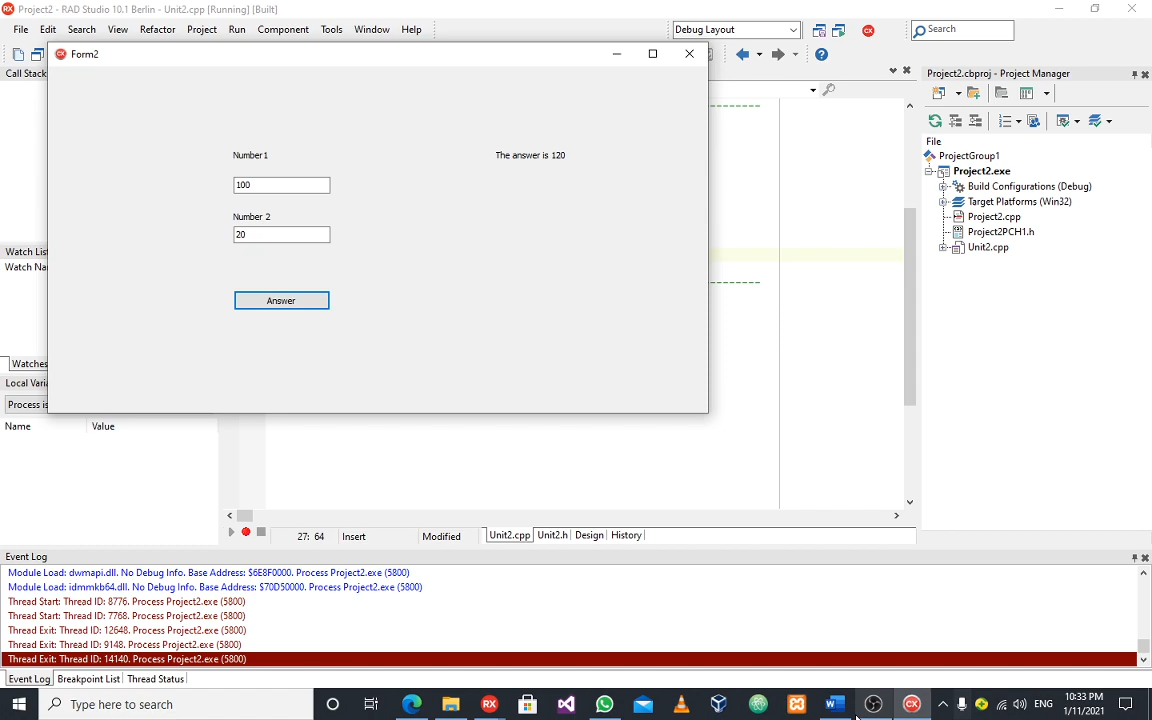 Project2 - RAD Studio 10.1 Berlin - Unit2.cpp [Running] [Built]
File Edit Search View Refactor Project Run Component Tools Window Help
Debug Layout
Search
Call Stack
Form2
Number1
100
Number 2
20
Answer
The answer is 120
Watch List
Watch Na
Watches
Local Varia
Process is
Name Value
27: 64 Insert Modified Unit2.cpp Unit2.h Design History
Project2.cbproj - Project Manager
File
ProjectGroup1
Project2.exe
Build Configurations (Debug)
Target Platforms (Win32)
Project2.cpp
Project2PCH1.h
Unit2.cpp
Event Log
Module Load: dwmapi.dll. No Debug Info. Base Address: $6E8F0000. Process Project2.exe (5800)
Module Load: idmmkb64.dll. No Debug Info. Base Address: $70D50000. Process Project2.exe (5800)
Thread Start: Thread ID: 8776. Process Project2.exe (5800)
Thread Start: Thread ID: 7768. Process Project2.exe (5800)
Thread Exit: Thread ID: 12648. Process Project2.exe (5800)
Thread Exit: Thread ID: 9148. Process Project2.exe (5800)
Thread Exit: Thread ID: 14140. Process Project2.exe (5800)
Event Log Breakpoint List Thread Status
Type here to search
ENG
10:33 PM
1/11/2021